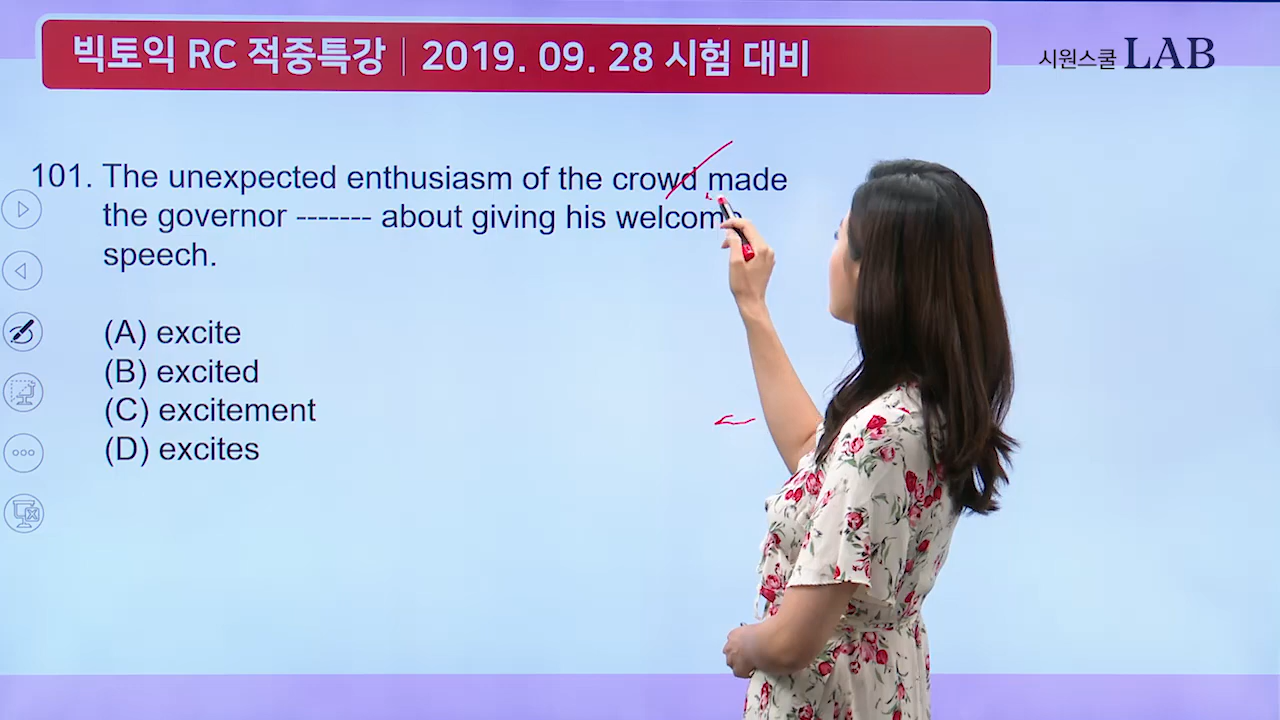 빅토익 RC 적중특강 | 2019. 09. 28 시험 대비
시원스쿨 LAB
101. The unexpected enthusiasm of the crowd made
the governor ------- about giving his welcome
speech.
(A) excite
(B) excited
(C) excitement
(D) excites